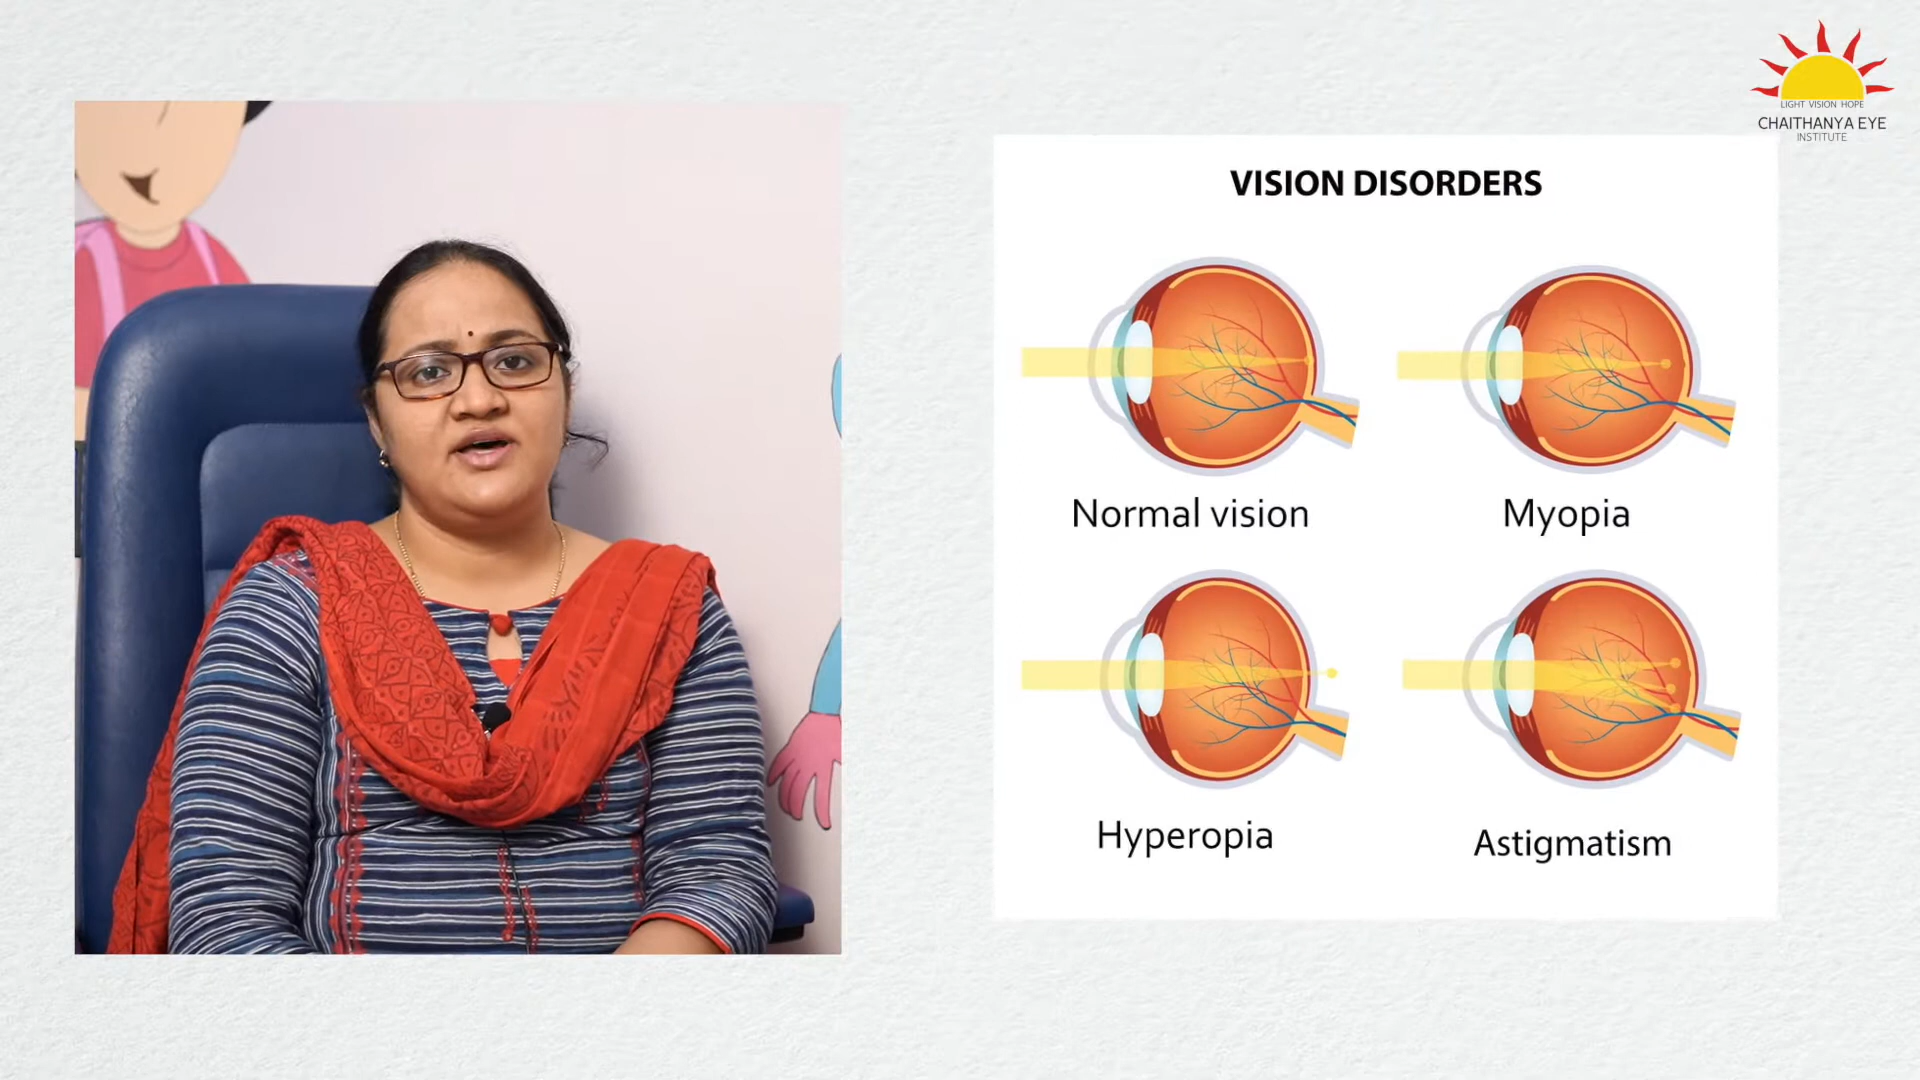 LIGHT VISION HOPE
CHAITHANYA EYE
INSTITUTE
VISION DISORDERS
Normal vision
Myopia
Hyperopia
Astigmatism